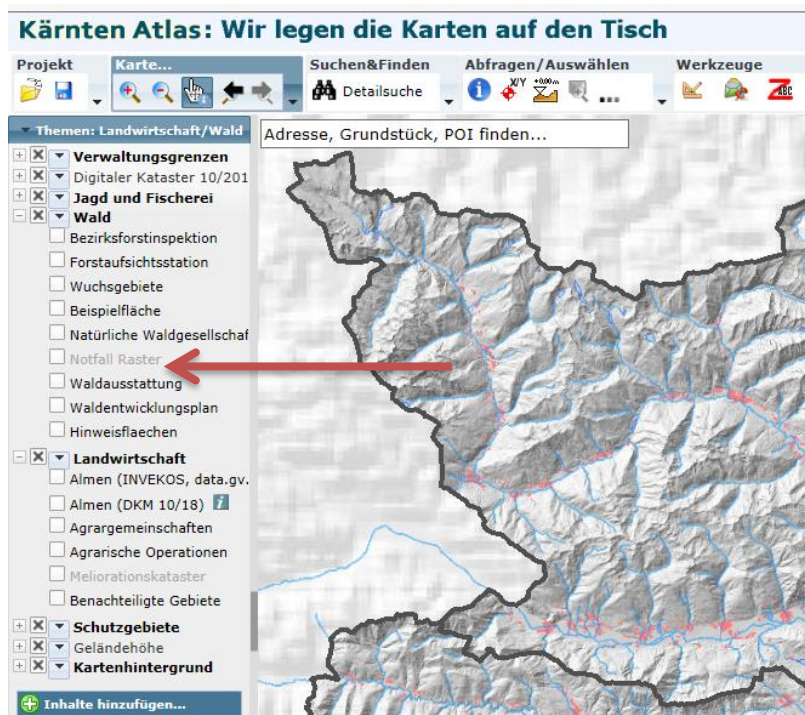 Kärnten Atlas: Wir legen die Karten auf den Tisch
Projekt
Karte...
Suchen&Finden
Abfragen/Auswählen
Werkzeuge
Detailsuche
X/Y
+0,00m
...
ABC
Themen: Landwirtschaft/Wald
Adresse, Grundstück, POI finden...
Verwaltungsgrenzen
Digitaler Kataster 10/201
Jagd und Fischerei
Wald
Bezirksforstinspektion
Forstaufsichtsstation
Wuchsgebiete
Beispielfläche
Natürliche Waldgesellschaf
Notfall Raster
Waldausstattung
Waldentwicklungsplan
Hinweisflaechen
Landwirtschaft
Almen (INVEKOS, data.gv.
Almen (DKM 10/18) i
Agrargemeinschaften
Agrarische Operationen
Meliorationskataster
Benachteiligte Gebiete
Schutzgebiete
Geländehöhe
Kartenhintergrund
Inhalte hinzufügen...